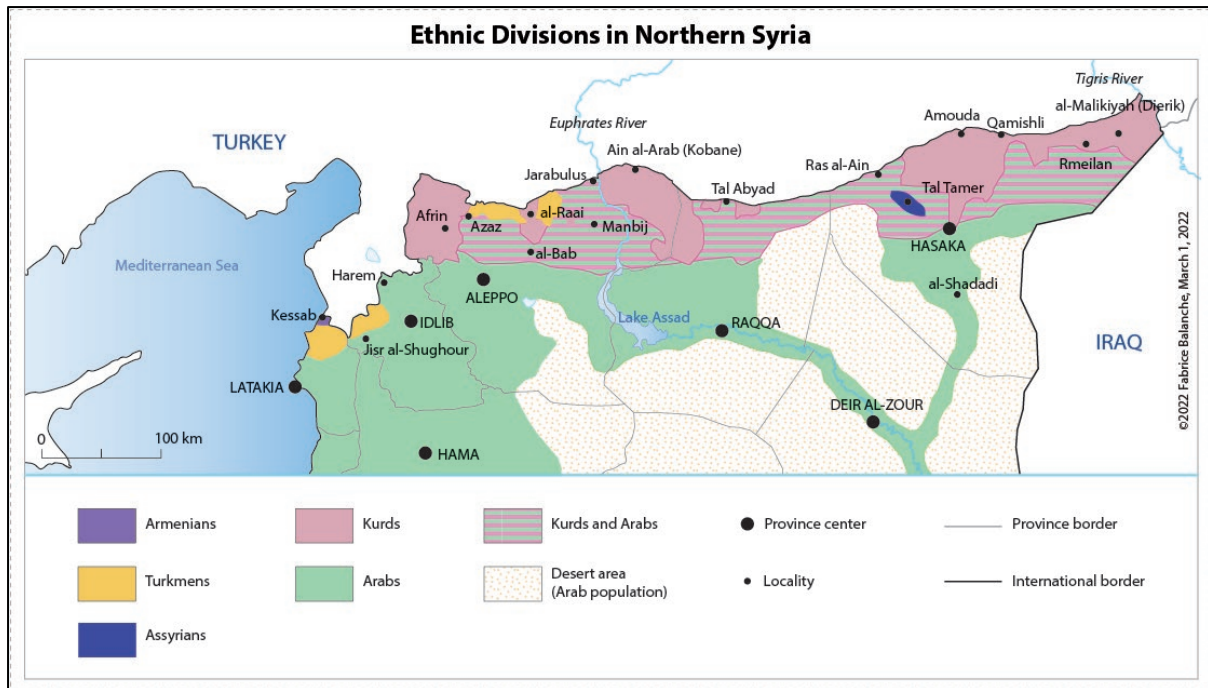 Ethnic Divisions in Northern Syria
Tigris River
TURKEY
Euphrates River
Amouda
Qamishli
al-Malikiyah (Dierik)
Ain al-Arab (Kobane)
Jarabulus
Ras al-Ain
Tal Abyad
Rmeilan
Tal Tamer
Afrin
Azaz
al-Raai
Manbij
HASAKA
al-Bab
Mediterranean Sea
Harem
ALEPPO
al-Shadadi
Kessab
IDLIB
Lake Assad
RAQQA
IRAQ
Jisr al-Shughour
LATAKIA
DEIR AL-ZOUR
0
100 km
HAMA
©2022 Fabrice Balanche, March 1, 2022
Armenians
Kurds
Kurds and Arabs
Province center
Province border
Turkmens
Arabs
Desert area
(Arab population)
Locality
International border
Assyrians